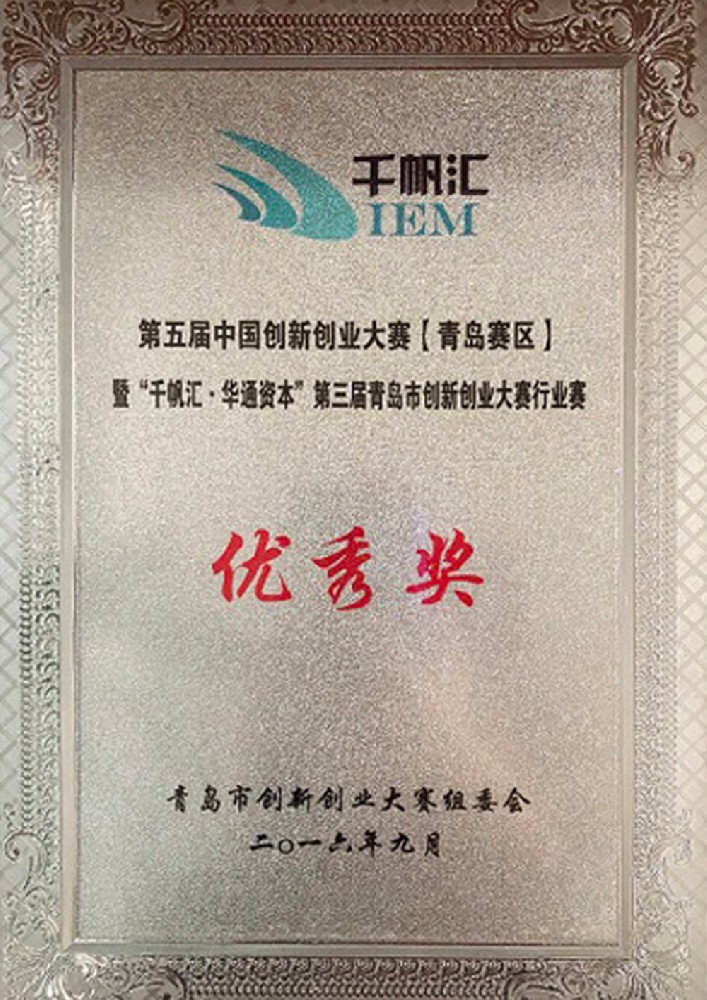 千帆汇
IEM
第五届中国创新创业大赛【青岛赛区】
暨“千帆汇·华通资本”第三届青岛市创新创业大赛行业赛
优秀奖
青岛市创新创业大赛组委会
二〇一六年九月